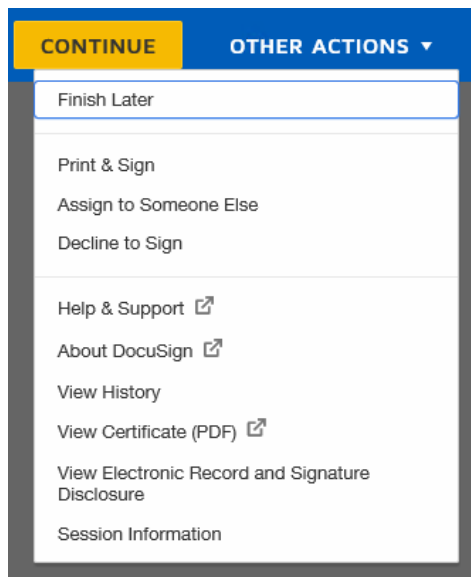 CONTINUE OTHER ACTIONS ▼
Finish Later
Print & Sign
Assign to Someone Else
Decline to Sign
Help & Support
About DocuSign
View History
View Certificate (PDF)
View Electronic Record and Signature
Disclosure
Session Information